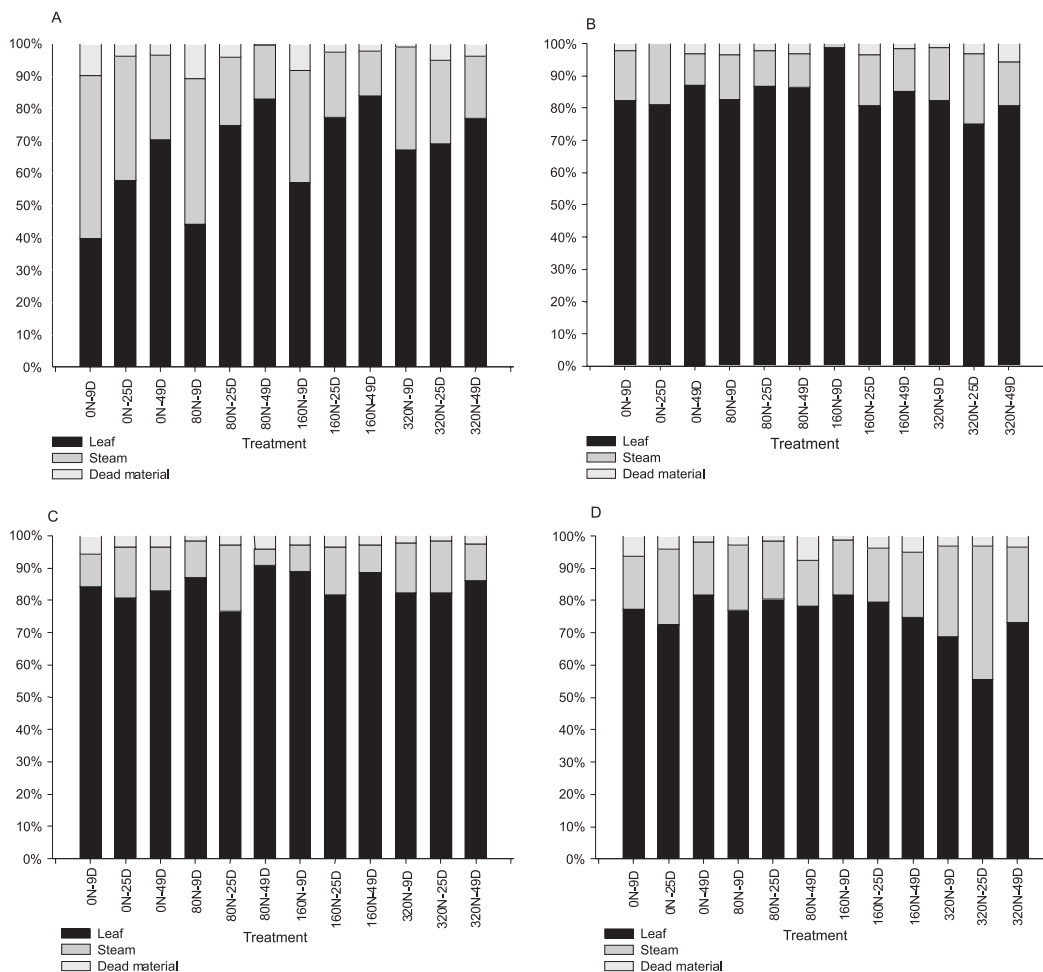 A
100%
90%
80%
70%
60%
50%
40%
30%
20%
10%
0%
0N-9D
0N-25D
0N-49D
80N-9D
80N-25D
80N-49D
160N-9D
160N-25D
160N-49D
320N-9D
320N-25D
320N-49D
Treatment
Leaf
Steam
Dead material
B
100%
90%
80%
70%
60%
50%
40%
30%
20%
10%
0%
0N-9D
0N-25D
0N-49D
80N-9D
80N-25D
80N-49D
160N-9D
160N-25D
160N-49D
320N-9D
320N-25D
320N-49D
Treatment
Leaf
Steam
Dead material
C
100%
90%
80%
70%
60%
50%
40%
30%
20%
10%
0%
0N-9D
0N-25D
0N-49D
80N-9D
80N-25D
80N-49D
160N-9D
160N-25D
160N-49D
320N-9D
320N-25D
320N-49D
Treatment
Leaf
Steam
Dead material
D
100%
90%
80%
70%
60%
50%
40%
30%
20%
10%
0%
0N-9D
0N-25D
0N-49D
80N-9D
80N-25D
80N-49D
160N-9D
160N-25D
160N-49D
320N-9D
320N-25D
320N-49D
Treatment
Leaf
Steam
Dead material